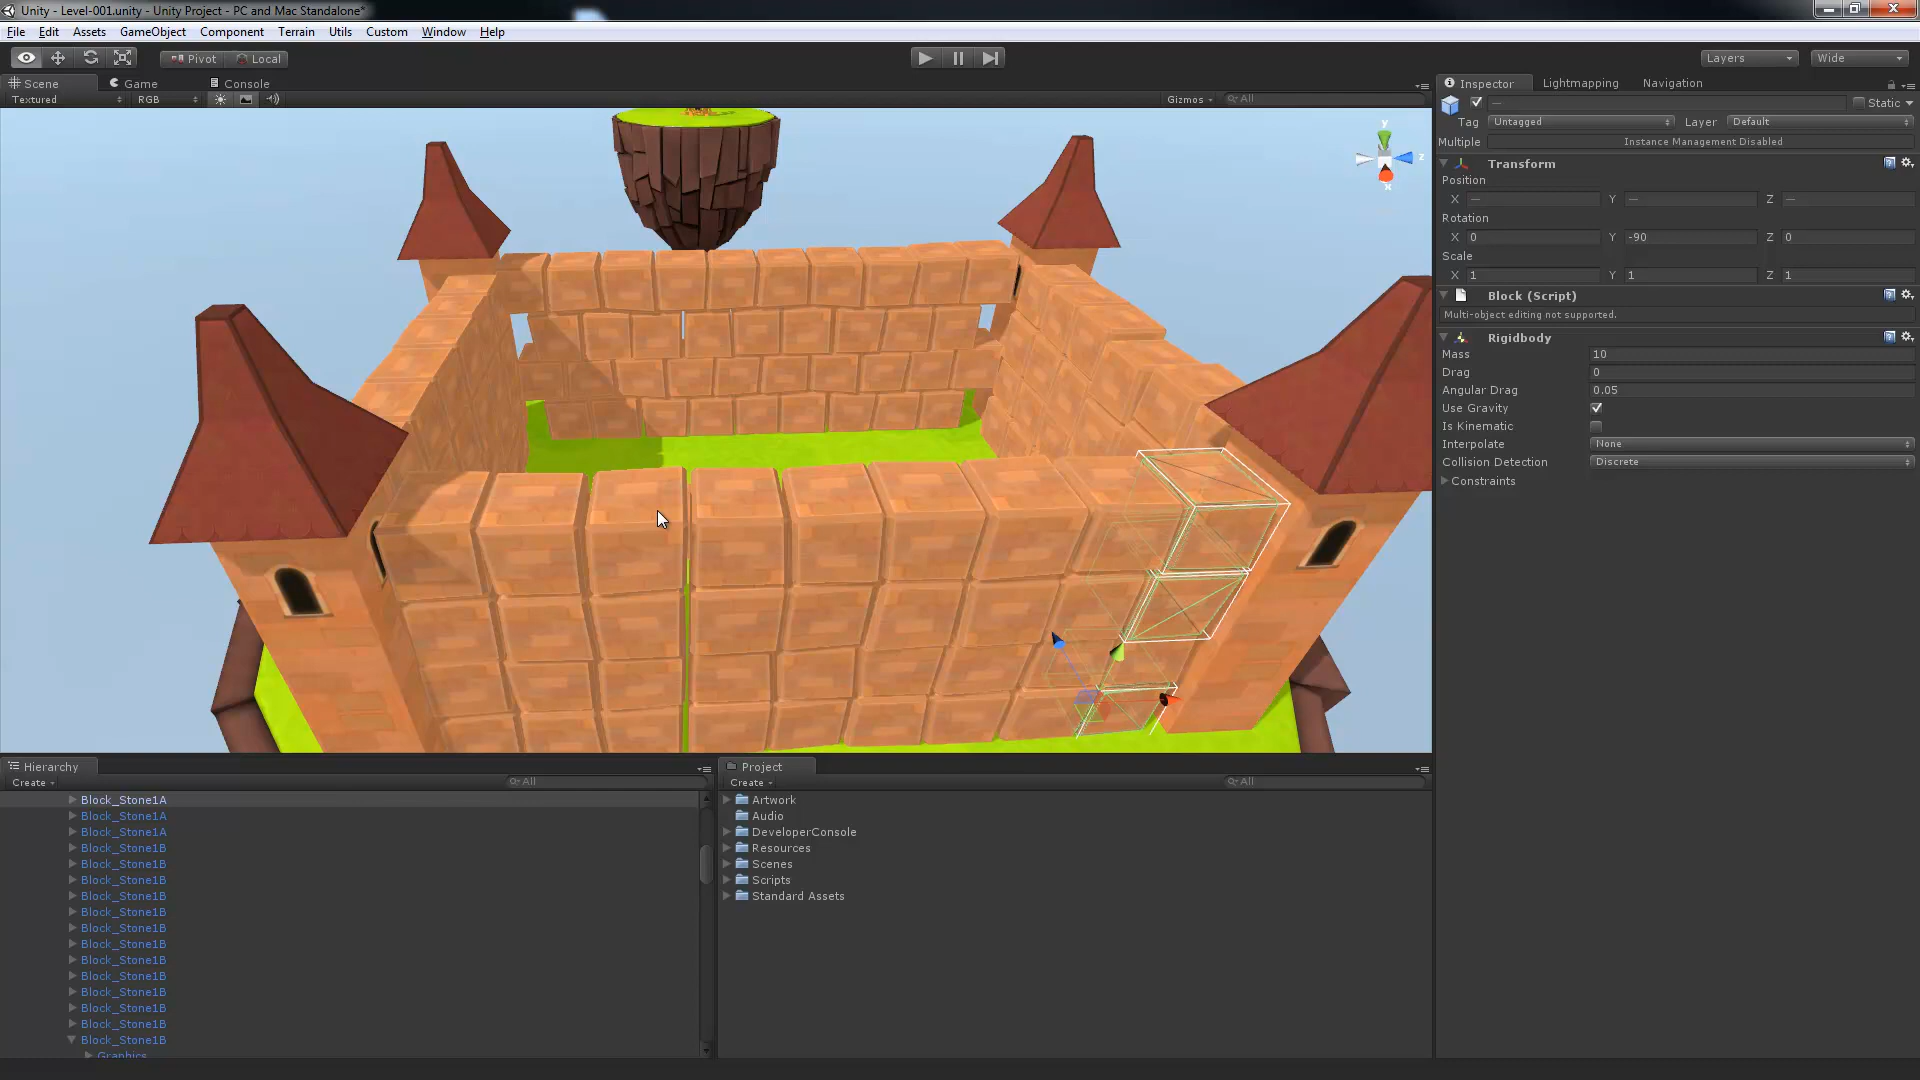 Unity - Level-001.unity - Unity Project - PC and Mac Standalone*
File Edit Assets GameObject Component Terrain Utils Custom Window Help
Pivot Local Layers Wide
Scene Game Console
Textured RGB Gizmos All
Inspector Lightmapping Navigation
— Static
Tag Untagged Layer Default
Multiple Instance Management Disabled
Transform
Position
X — Y — Z —
Rotation
X 0 Y -90 Z 0
Scale
X 1 Y 1 Z 1
Block (Script)
Multi-object editing not supported.
Rigidbody
Mass 10
Drag 0
Angular Drag 0.05
Use Gravity
Is Kinematic
Interpolate None
Collision Detection Discrete
Constraints
y
z
x
Hierarchy
Create All
Block_Stone1A
Block_Stone1A
Block_Stone1A
Block_Stone1B
Block_Stone1B
Block_Stone1B
Block_Stone1B
Block_Stone1B
Block_Stone1B
Block_Stone1B
Block_Stone1B
Block_Stone1B
Block_Stone1B
Block_Stone1B
Block_Stone1B
Block_Stone1B
Graphics
Project
Create All
Artwork
Audio
DeveloperConsole
Resources
Scenes
Scripts
Standard Assets